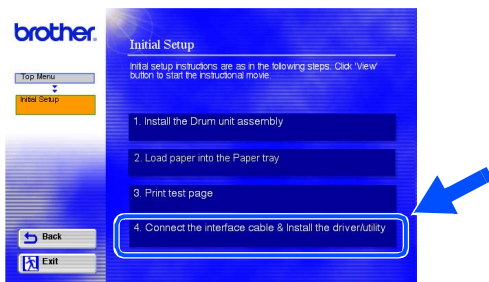 brother.
Top Menu
Initial Setup
Back
Exit
Initial Setup
Initial setup instructions are as in the following steps. Click 'View'
button to start the instructional movie.
1. Install the Drum unit assembly
2. Load paper into the Paper tray
3. Print test page
4. Connect the interface cable & Install the driver/utility